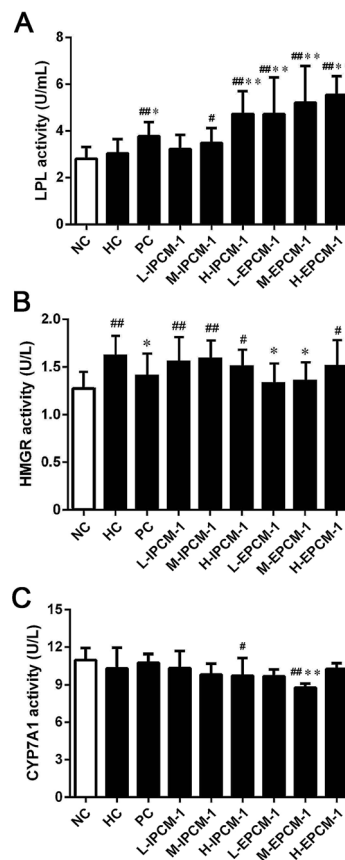 A
LPL activity (U/mL)
8
6
4
2
0
##*
#
##**
##**
##**
##*
NC
HC
PC
L-IPCM-1
M-IPCM-1
H-IPCM-1
L-EPCM-1
M-EPCM-1
H-EPCM-1
B
HMGR activity (U/L)
2.0
1.5
1.0
0.5
0
##
*
##
##
#
*
*
#
NC
HC
PC
L-IPCM-1
M-IPCM-1
H-IPCM-1
L-EPCM-1
M-EPCM-1
H-EPCM-1
C
CYP7A1 activity (U/L)
15
12
9
6
3
0
#
##**
NC
HC
PC
L-IPCM-1
M-IPCM-1
H-IPCM-1
L-EPCM-1
M-EPCM-1
H-EPCM-1